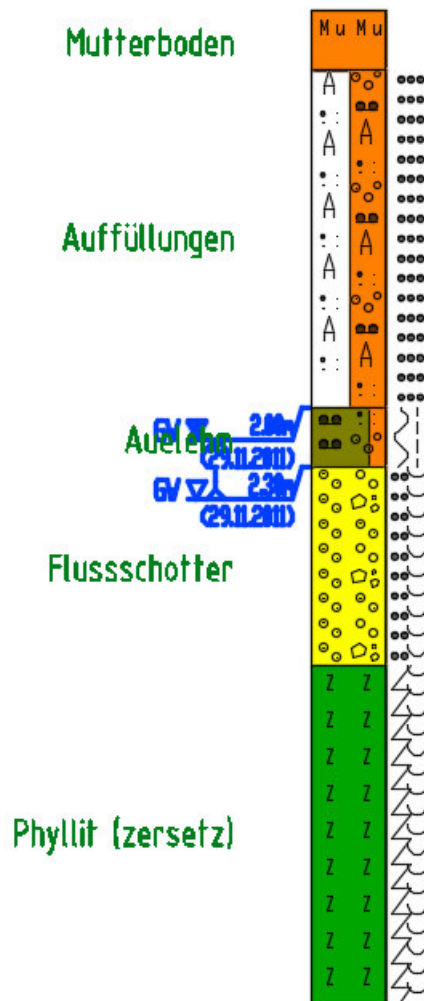 Mutterboden
Mu Mu
A
A
A
A
Auffüllungen
A
A
A
A
A
GW 2.00m
(29.11.2011)
Auelehm
GW 2.30m
(29.11.2011)
Flussschotter
Z Z
Z Z
Z Z
Z Z
Phyllit (zersetz)
Z Z
Z Z
Z Z
Z Z
Z Z